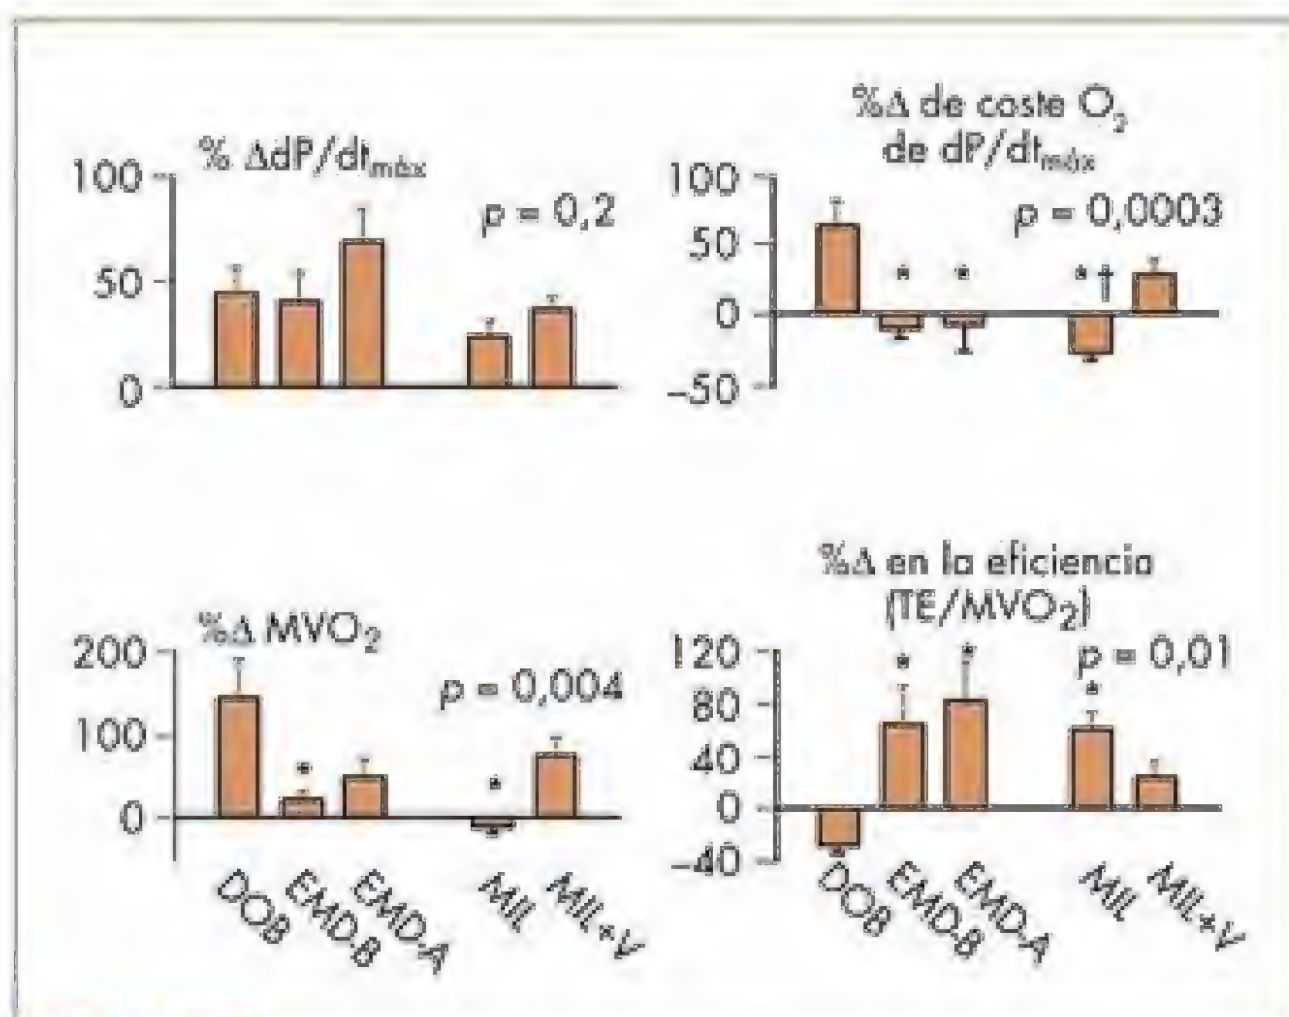 % ΔdP/dtmáx
100
50
0
p = 0,2
%Δ de coste O2
de dP/dtmáx
100
50
0
-50
p = 0,0003
* * * †
%Δ MVO2
200
100
0
p = 0,004
* *
DOB EMD-B EMD-A MIL MIL+V
%Δ en la eficiencia
(TE/MVO2)
120
80
40
0
-40
p = 0,01
* * *
DOB EMD-B EMD-A MIL MIL+V